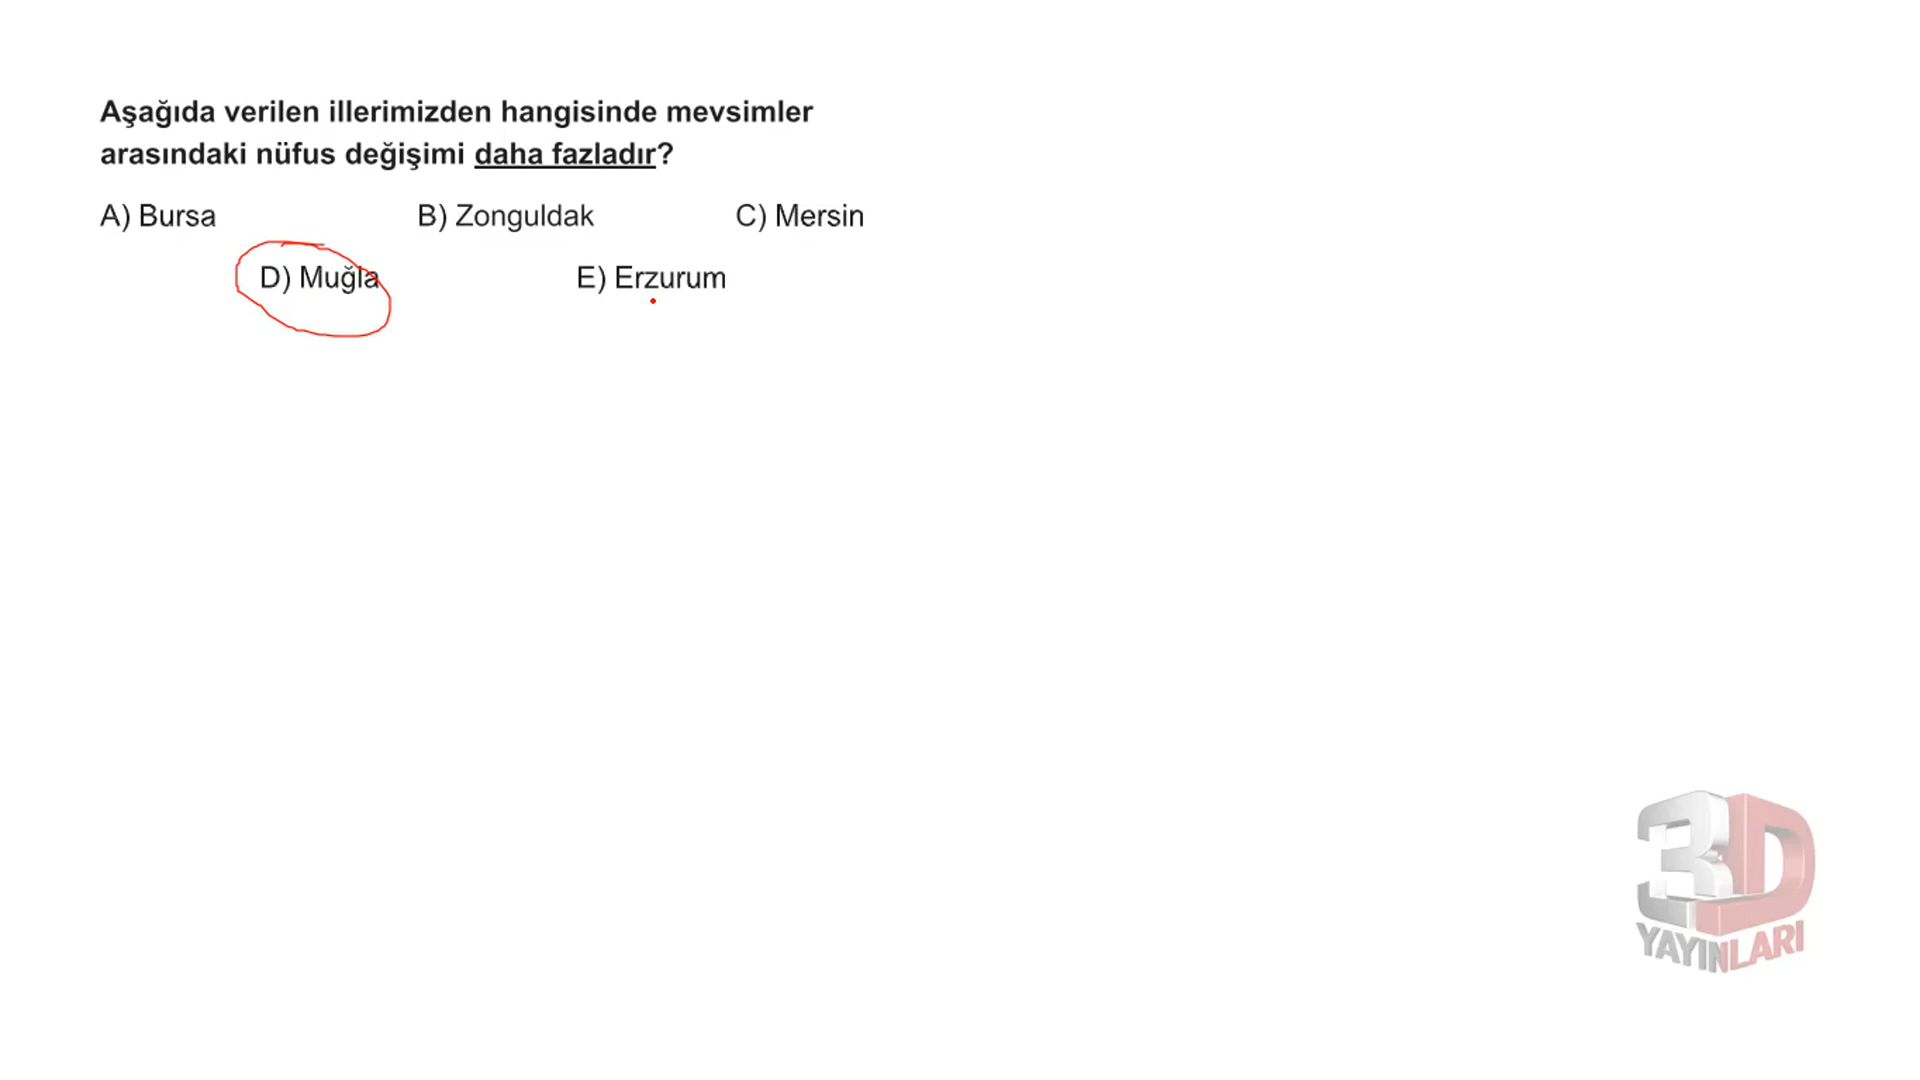 Aşağıda verilen illerimizden hangisinde mevsimler
arasındaki nüfus değişimi daha fazladır?
A) Bursa B) Zonguldak C) Mersin
D) Muğla E) Erzurum
3D
YAYINLARI